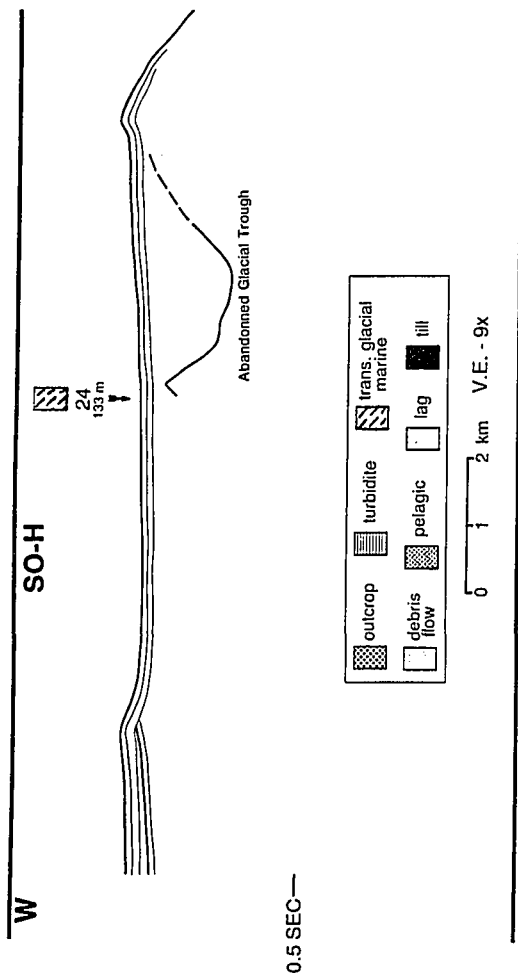 W
SO-H
24
133 m
Abandonned Glacial Trough
0.5 SEC
outcrop
turbidite
trans. glacial
marine
debris
flow
pelagic
lag
till
0 1 2 km V.E. - 9x